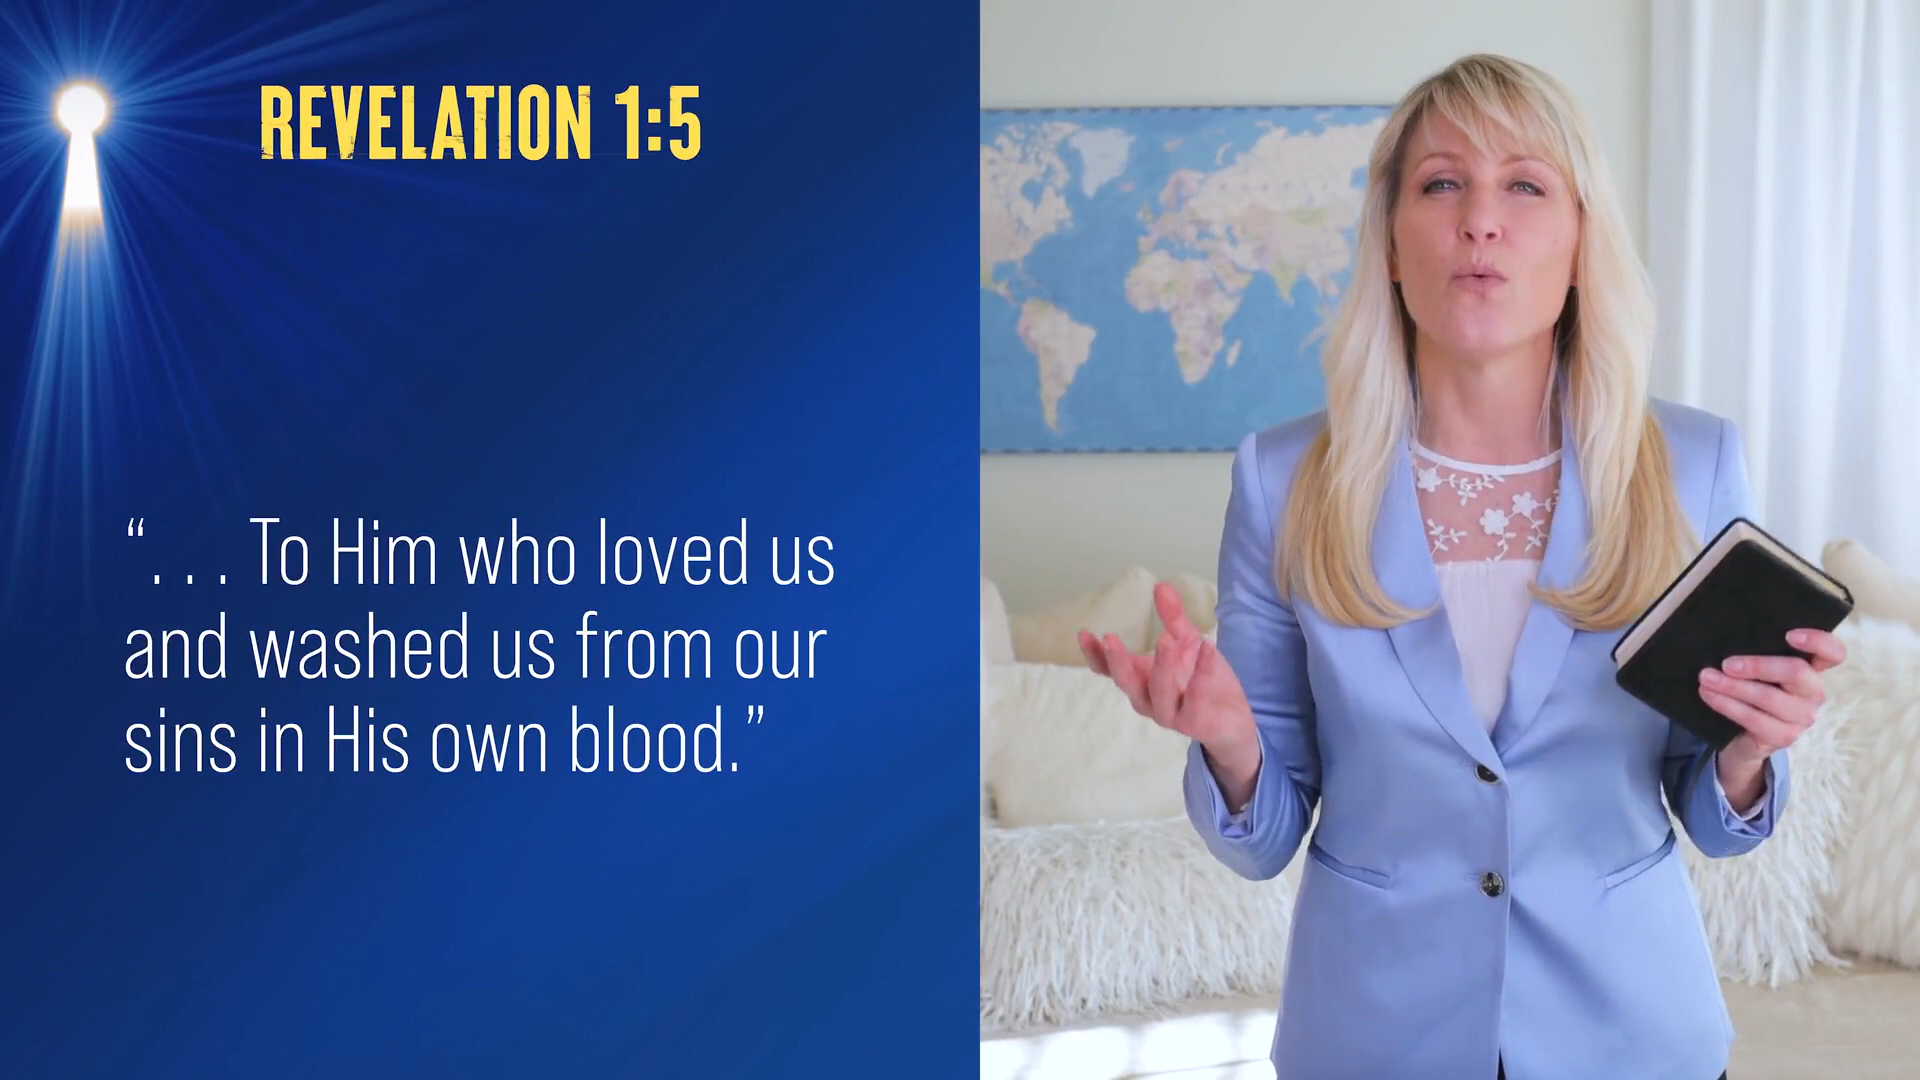 REVELATION 1:5
“. . . To Him who loved us
and washed us from our
sins in His own blood.”